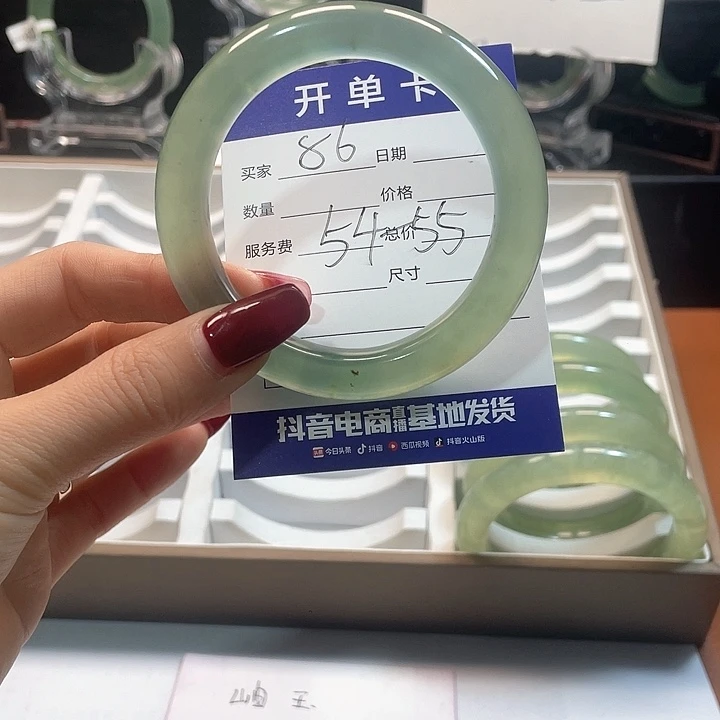 开单卡
买家 86 日期
数量 价格
服务费 54-55 总价
尺寸
抖音电商直播基地发货
今日头条 抖音 西瓜视频 抖音火山版
岫玉